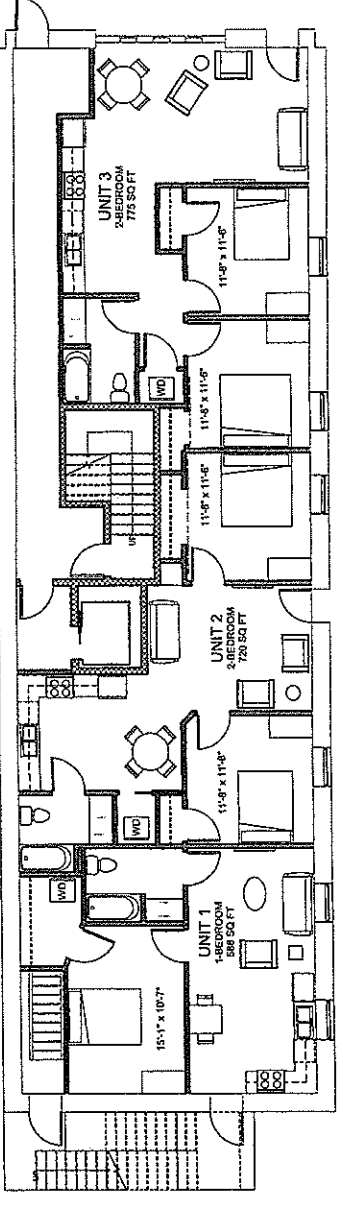 UNIT 3
2-BEDROOM
775 SQ FT
11'-6" x 11'-6"
WD
11'-6" x 11'-6"
11'-6" x 11'-6"
UP
UNIT 2
2-BEDROOM
720 SQ FT
WD
11'-8" x 11'-8"
WD
UNIT 1
1-BEDROOM
588 SQ FT
15'-1" x 10'-7"